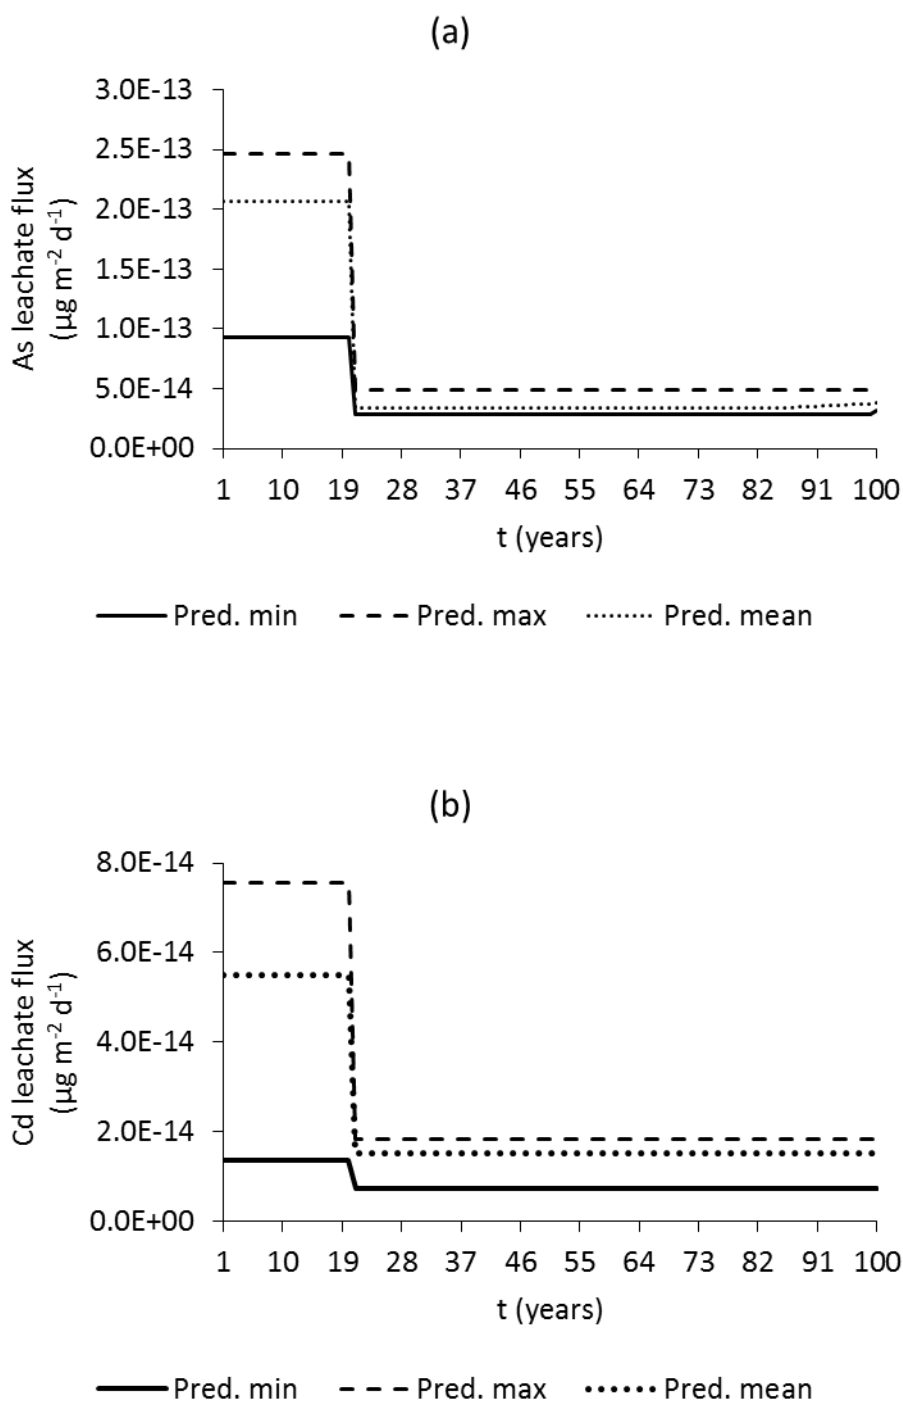 (a)
As leachate flux
(µg m⁻² d⁻¹)
3.0E-13
2.5E-13
2.0E-13
1.5E-13
1.0E-13
5.0E-14
0.0E+00
1 10 19 28 37 46 55 64 73 82 91 100
t (years)
Pred. min Pred. max Pred. mean
(b)
Cd leachate flux
(µg m⁻² d⁻¹)
8.0E-14
6.0E-14
4.0E-14
2.0E-14
0.0E+00
1 10 19 28 37 46 55 64 73 82 91 100
t (years)
Pred. min Pred. max Pred. mean